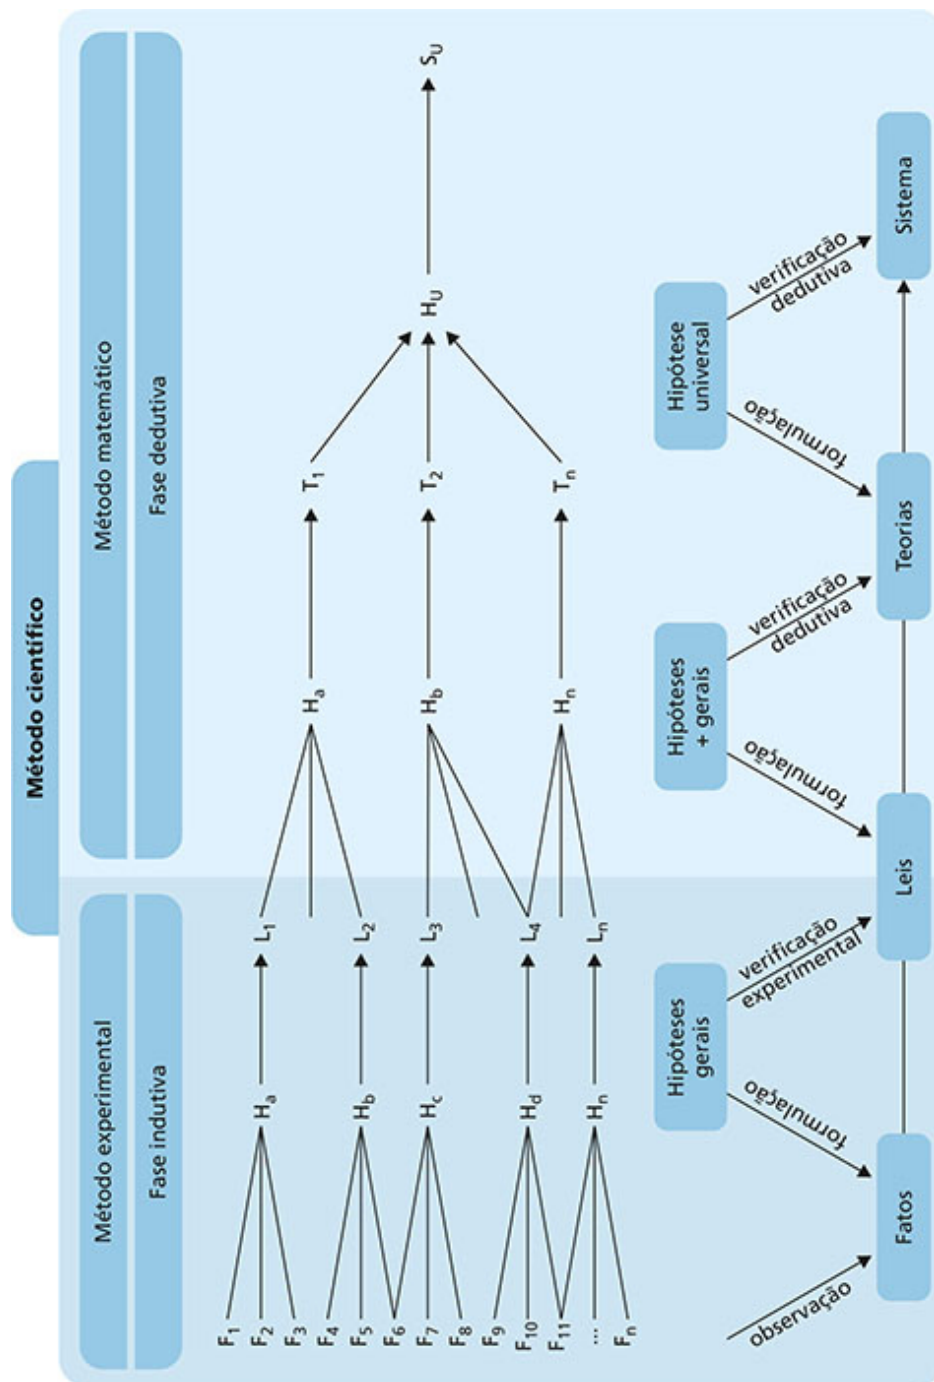 Método científico
Método experimental
Método matemático
Fase indutiva
Fase dedutiva
F1
F2
F3
F4
F5
F6
F7
F8
F9
F10
F11
...
Fn
Ha
Hb
Hc
Hd
Hn
L1
L2
L3
L4
Ln
Ha
Hb
Hn
T1
T2
Tn
HU
SU
Hipóteses
gerais
Hipóteses
+ gerais
Hipótese
universal
observação
formulação
verificação
experimental
formulação
verificação
dedutiva
formulação
verificação
dedutiva
Fatos
Leis
Teorias
Sistema